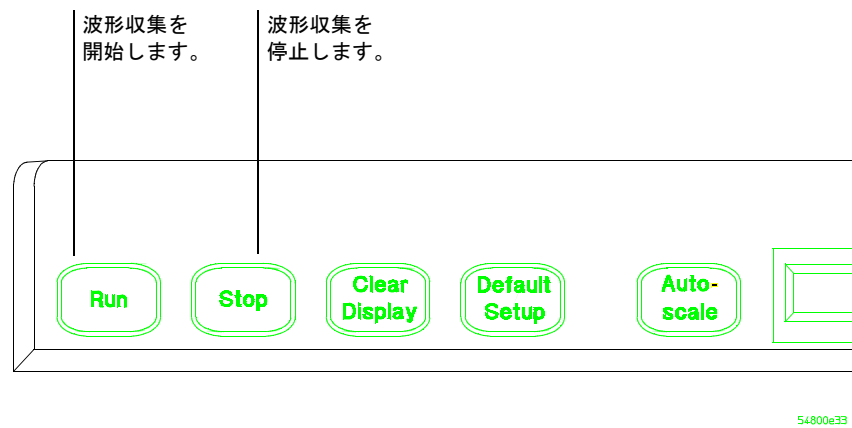 波形収集を
開始します。
波形収集を
停止します。
Run
Stop
Clear
Display
Default
Setup
Auto-
scale
54800e33